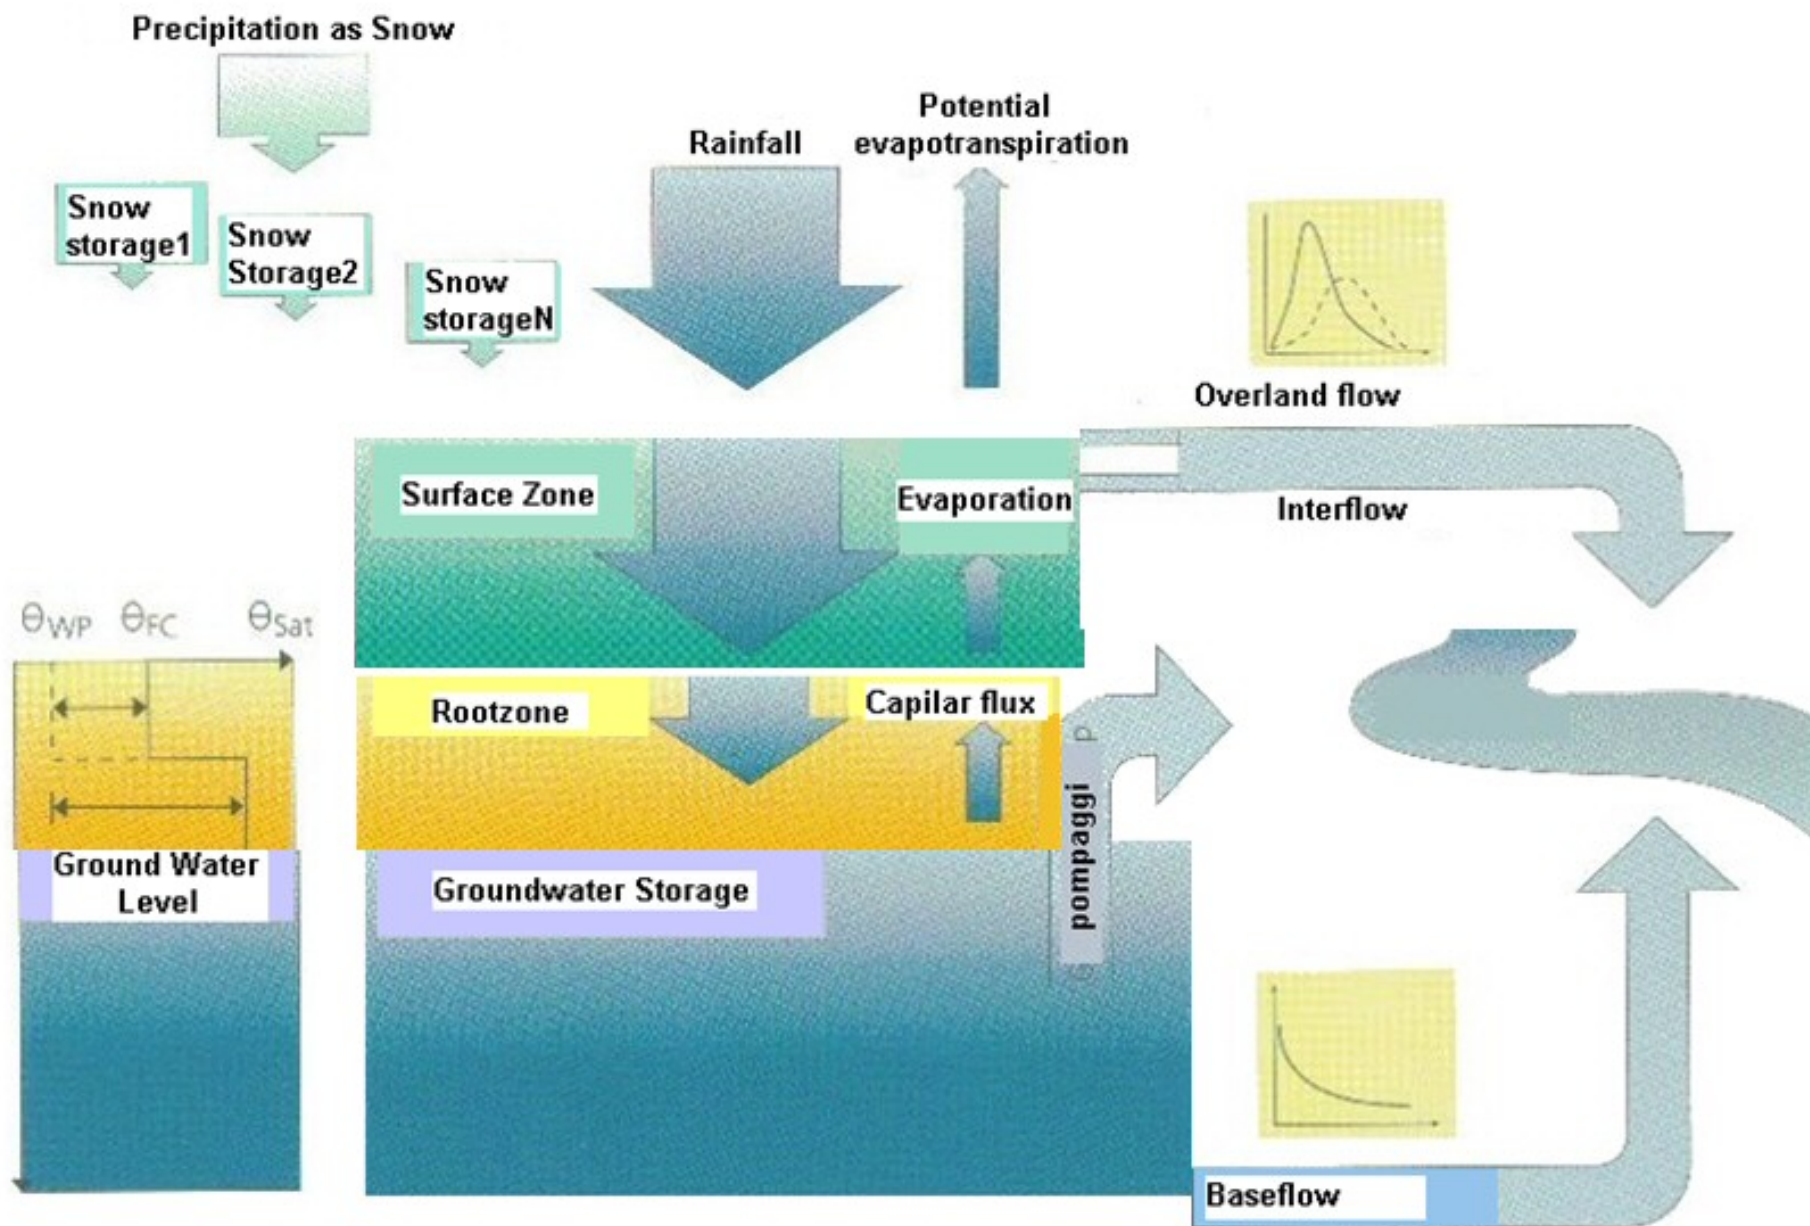 Precipitation as Snow
Potential
evapotranspiration
Rainfall
Snow
storage1
Snow
Storage2
Snow
storageN
Overland flow
Surface Zone
Evaporation
Interflow
θWP θFC θSat
Rootzone
Capilar flux
pompaggi
Ground Water
Level
Groundwater Storage
Baseflow